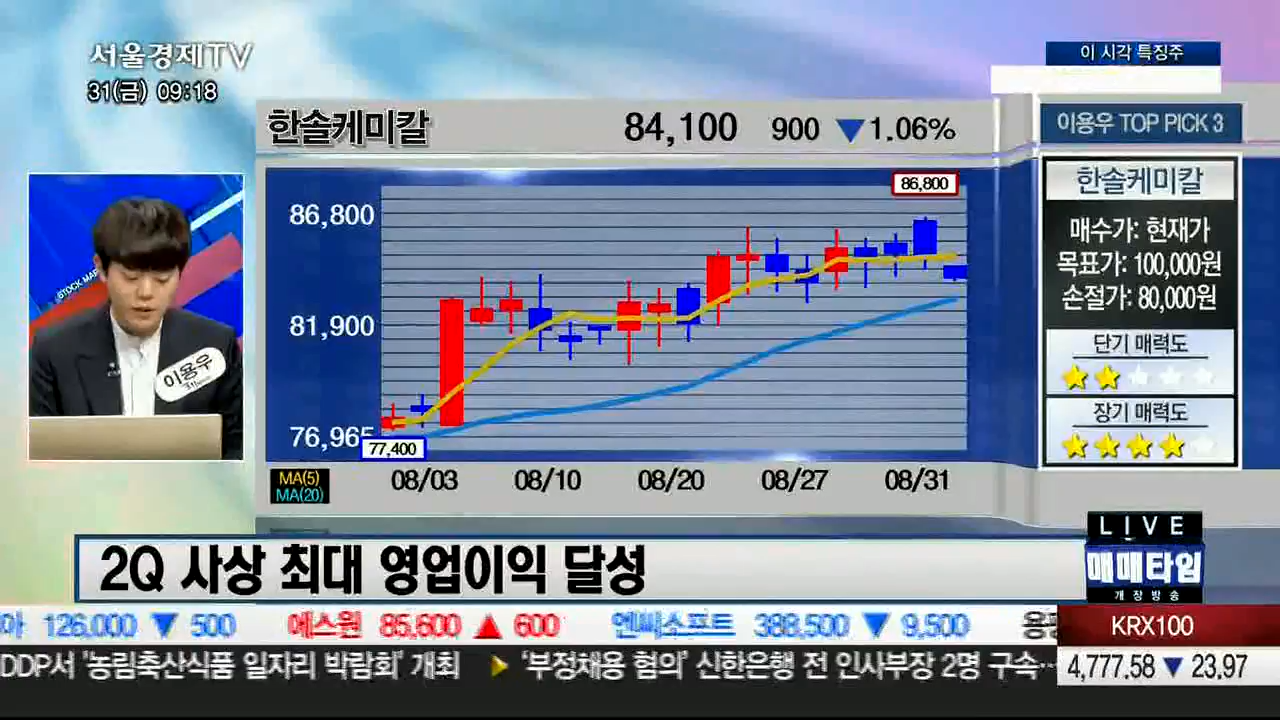 서울경제TV
31(금) 09:18
이 시각 특징주
한솔케미칼 84,100 900 ▼1.06%
이용우 TOP PICK 3
한솔케미칼
매수가: 현재가
목표가: 100,000원
손절가: 80,000원
단기 매력도
장기 매력도
86,800
86,800
81,900
76,965
77,400
08/03 08/10 08/20 08/27 08/31
MA(5)
MA(20)
STOCK MAR
이용우
2Q 사상 최대 영업이익 달성
LIVE
매매타임
개장방송
아 126,000 ▼ 500 에스원 85,600 ▲ 600 엔씨소프트 388,500 ▼ 9,500
KRX100
DDP서 '농림축산식품 일자리 박람회' 개최 ▶ '부정채용 혐의' 신한은행 전 인사부장 2명 구속…
4,777.58 ▼ 23.97